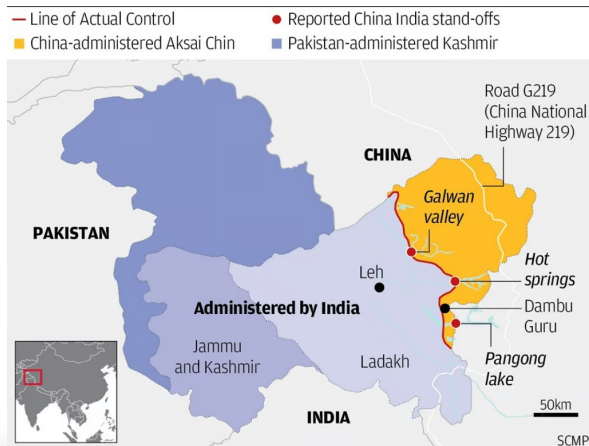 Line of Actual Control
Reported China India stand-offs
China-administered Aksai Chin
Pakistan-administered Kashmir
Road G219
(China National
Highway 219)
CHINA
Galwan
valley
PAKISTAN
Hot
springs
Leh
Administered by India
Dambu
Guru
Jammu
and Kashmir
Ladakh
Pangong
lake
INDIA
50km
SCMP